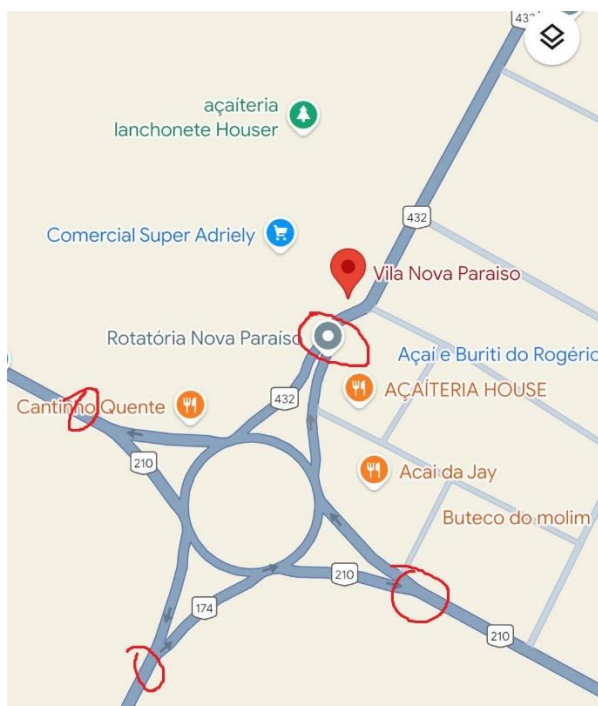 432
açaíteria
lanchonete Houser
432
Comercial Super Adriely
Vila Nova Paraiso
Rotatória Nova Paraíso
Açaí e Buriti do Rogério
AÇAÍTERIA HOUSE
432
Cantinho Quente
210
Acai da Jay
Buteco do molim
210
174
210